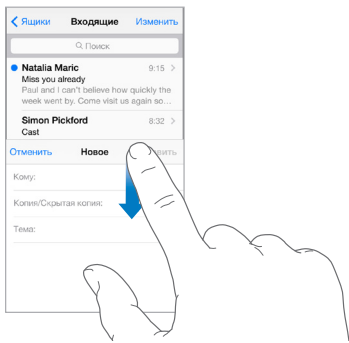 Ящики Входящие Изменить
Поиск
Natalia Maric 9:15
Miss you already
Paul and I can't believe how quickly the
week went by. Come visit us again so...
Simon Pickford 8:32
Cast
Отменить Новое
Кому:
Копия/Скрытая копия:
Тема: